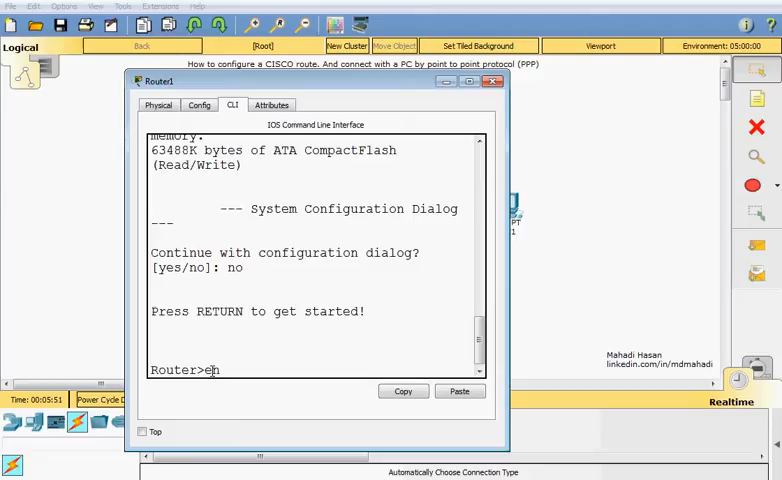 File Edit Options View Tools Extensions Help
Logical Back [Root] New Cluster Move Object Set Tiled Background Viewport Environment: 05:00:00
How to configure a CISCO route. And connect with a PC by point to point protocol (PPP)
Router1
Physical Config CLI Attributes
IOS Command Line Interface
memory.
63488K bytes of ATA CompactFlash
(Read/Write)
--- System Configuration Dialog
---
Continue with configuration dialog?
[yes/no]: no
Press RETURN to get started!
Router>en
PT
1
Copy Paste
Top
Mahadi Hasan
linkedin.com/in/mdmahadi
Time: 00:05:51 Power Cycle D
Realtime
Automatically Choose Connection Type